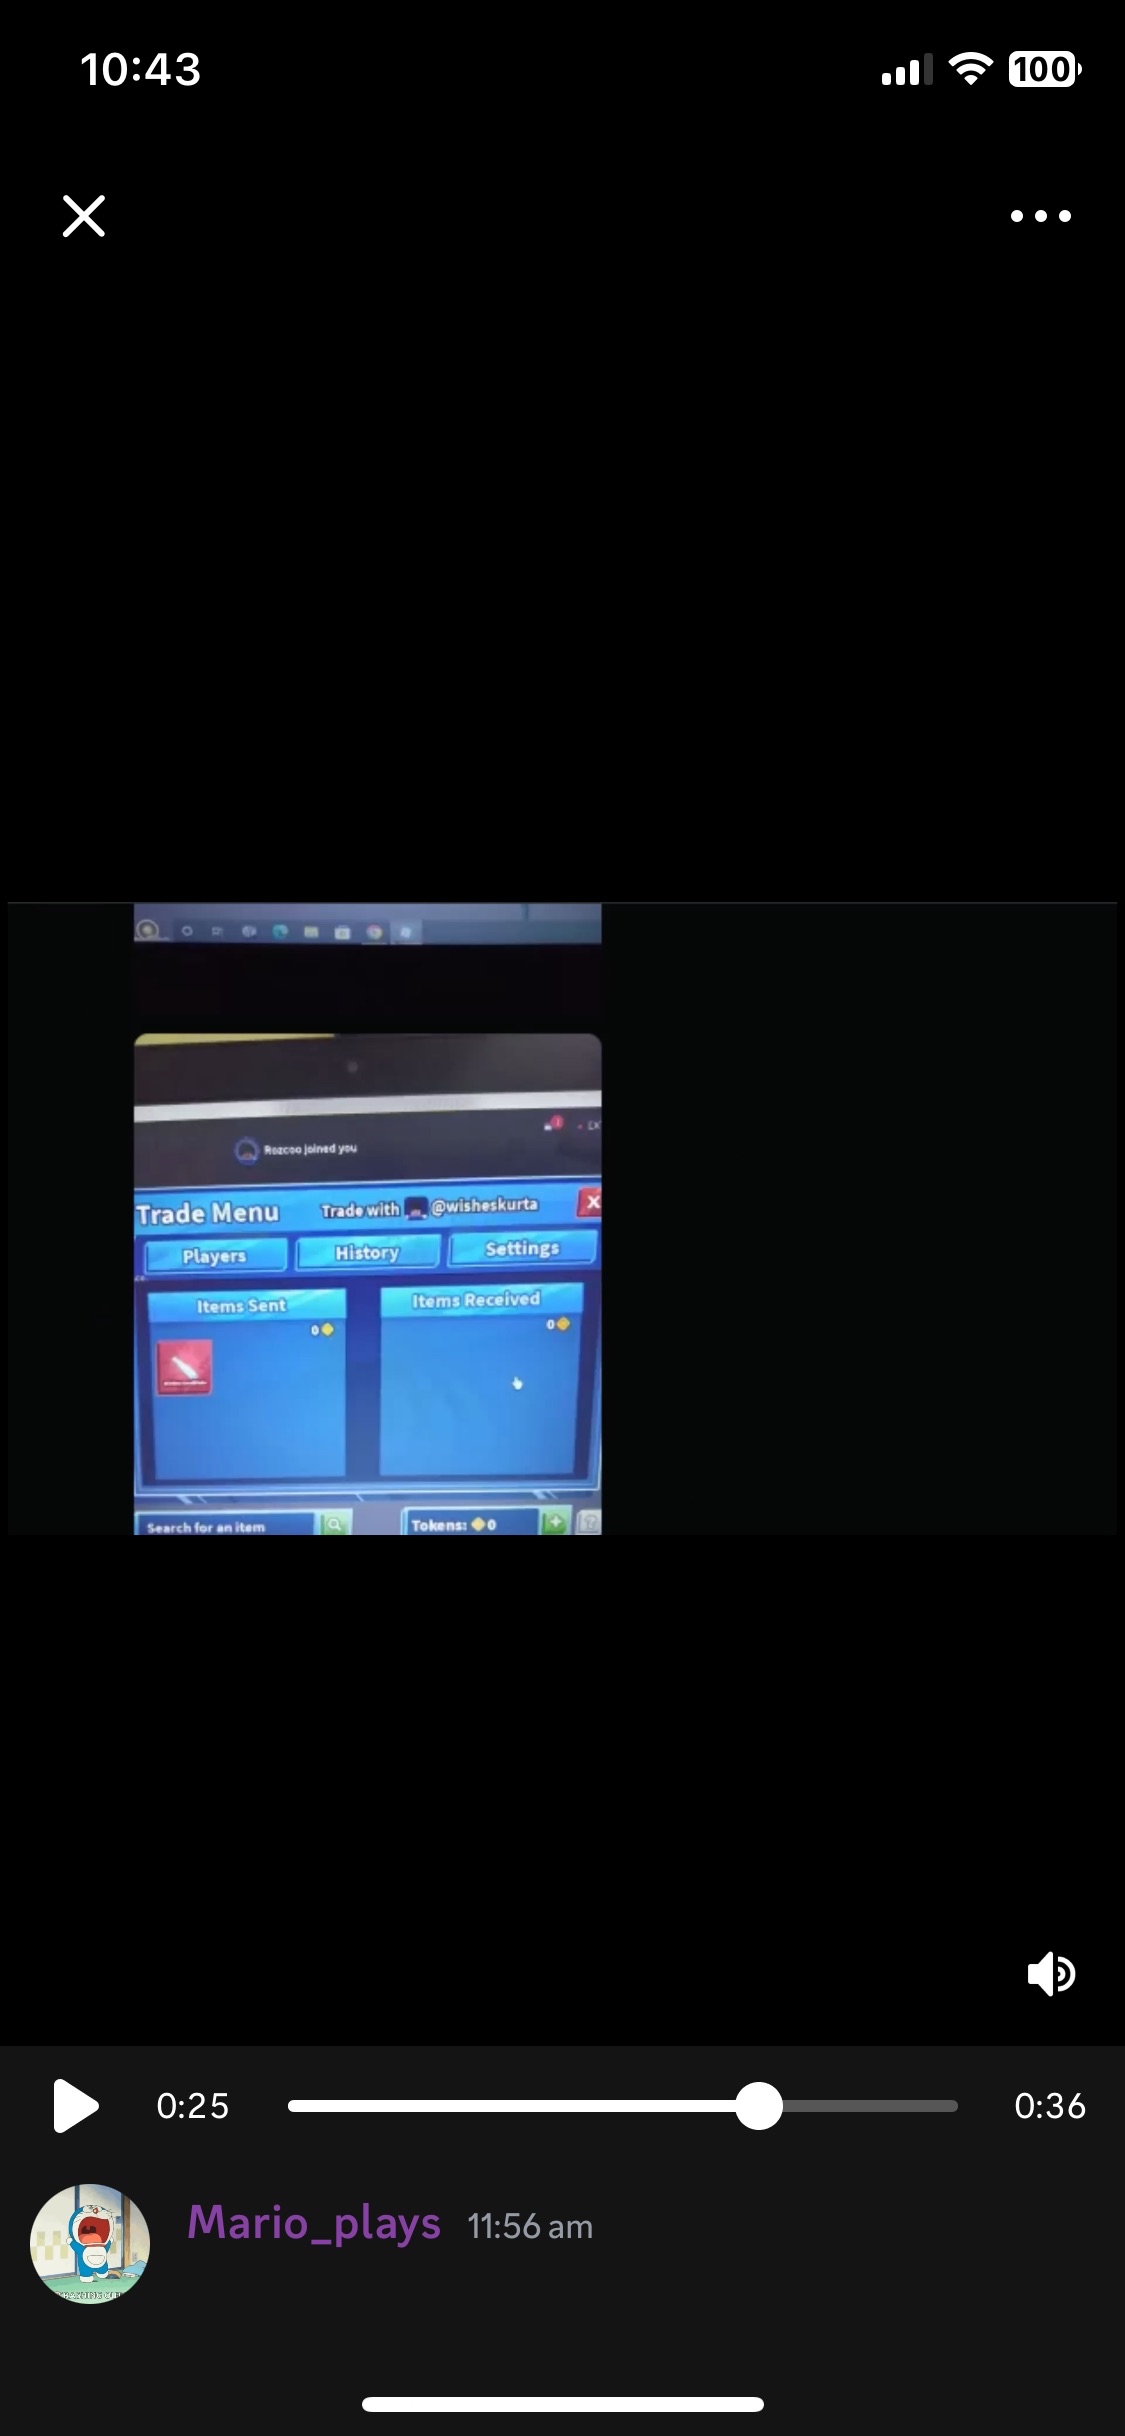 10:43
100
Rozcoo joined you
Trade Menu
Trade with @wisheskurta
Players
History
Settings
Items Sent
Items Received
0
0
Search for an item
Tokens: 0
0:25
0:36
Mario_plays 11:56 am